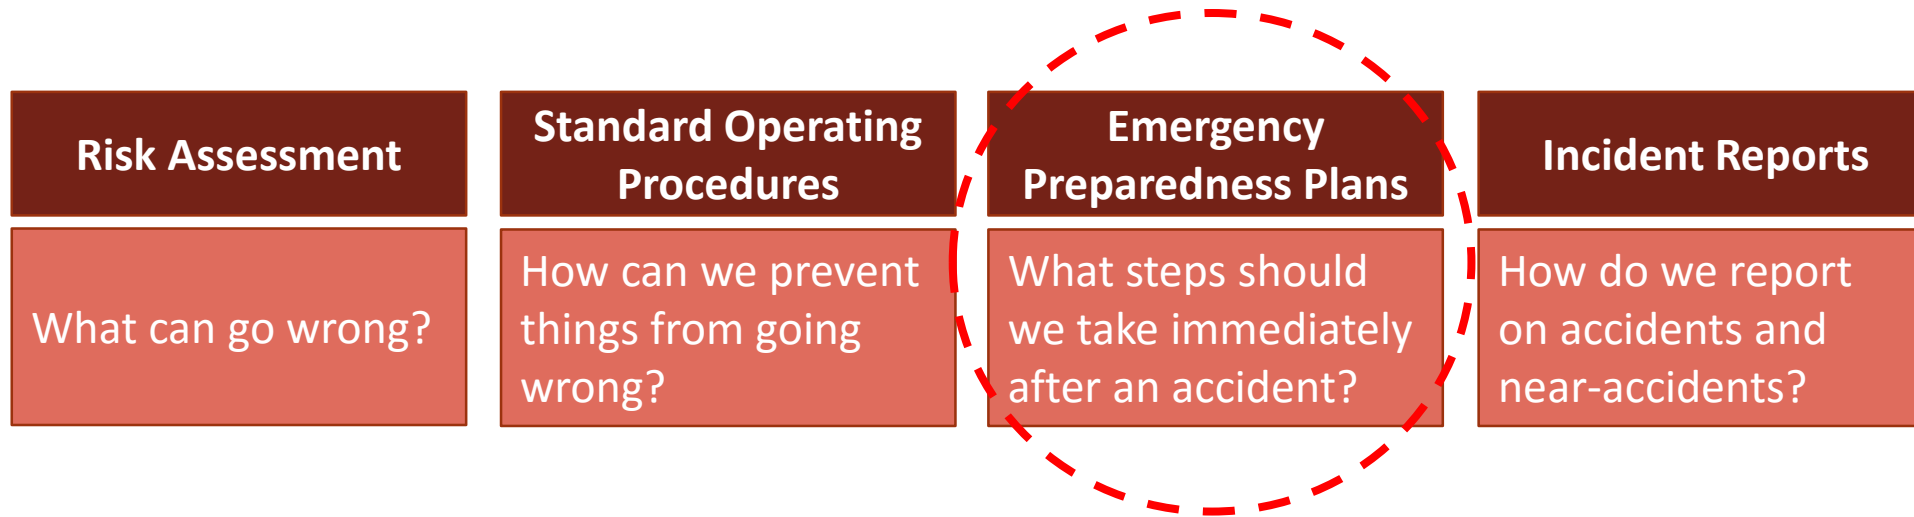 Risk Assessment
What can go wrong?
Standard Operating
Procedures
How can we prevent
things from going
wrong?
Emergency
Preparedness Plans
What steps should
we take immediately
after an accident?
Incident Reports
How do we report
on accidents and
near-accidents?